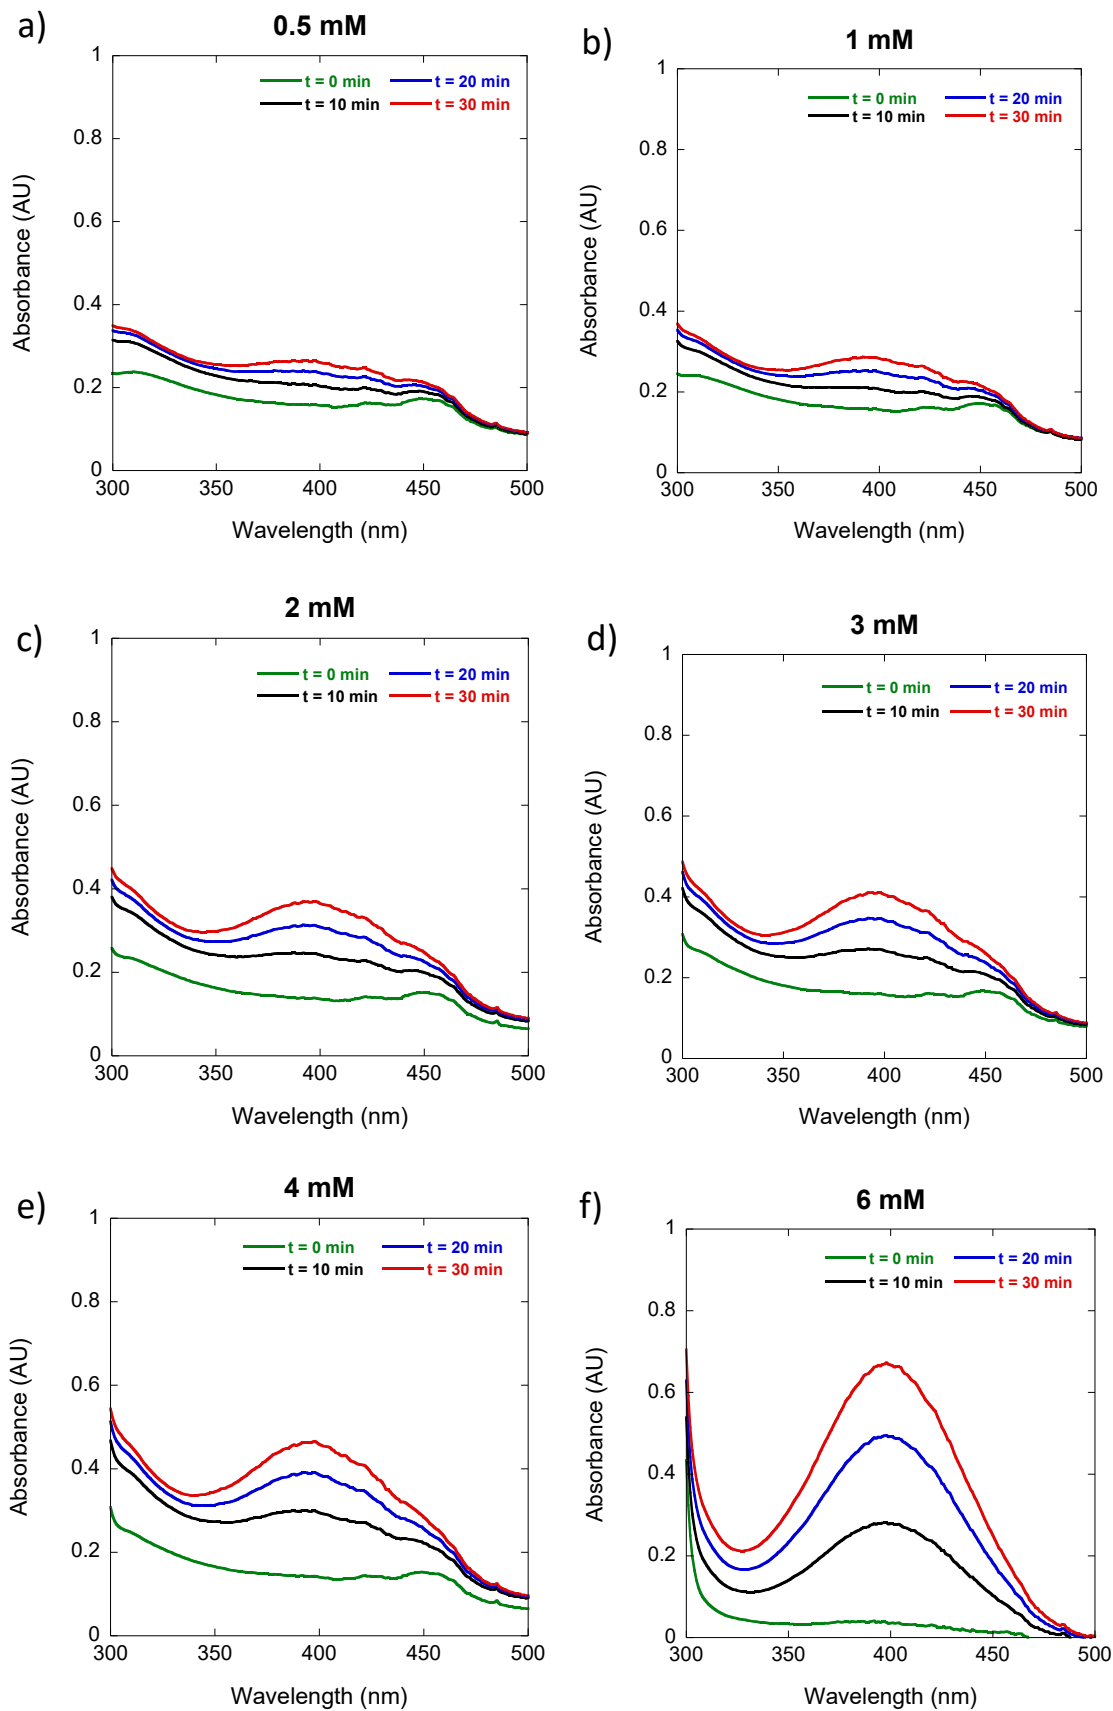 a)
0.5 mM
1
0.8
0.6
0.4
0.2
0
Absorbance (AU)
t = 0 min
t = 20 min
t = 10 min
t = 30 min
300
350
400
450
500
Wavelength (nm)
b)
1 mM
1
0.8
0.6
0.4
0.2
0
Absorbance (AU)
t = 0 min
t = 20 min
t = 10 min
t = 30 min
300
350
400
450
500
Wavelength (nm)
c)
2 mM
1
0.8
0.6
0.4
0.2
0
Absorbance (AU)
t = 0 min
t = 20 min
t = 10 min
t = 30 min
300
350
400
450
500
Wavelength (nm)
d)
3 mM
1
0.8
0.6
0.4
0.2
0
Absorbance (AU)
t = 0 min
t = 20 min
t = 10 min
t = 30 min
300
350
400
450
500
Wavelength (nm)
e)
4 mM
1
0.8
0.6
0.4
0.2
0
Absorbance (AU)
t = 0 min
t = 20 min
t = 10 min
t = 30 min
300
350
400
450
500
Wavelength (nm)
f)
6 mM
1
0.8
0.6
0.4
0.2
0
Absorbance (AU)
t = 0 min
t = 20 min
t = 10 min
t = 30 min
300
350
400
450
500
Wavelength (nm)